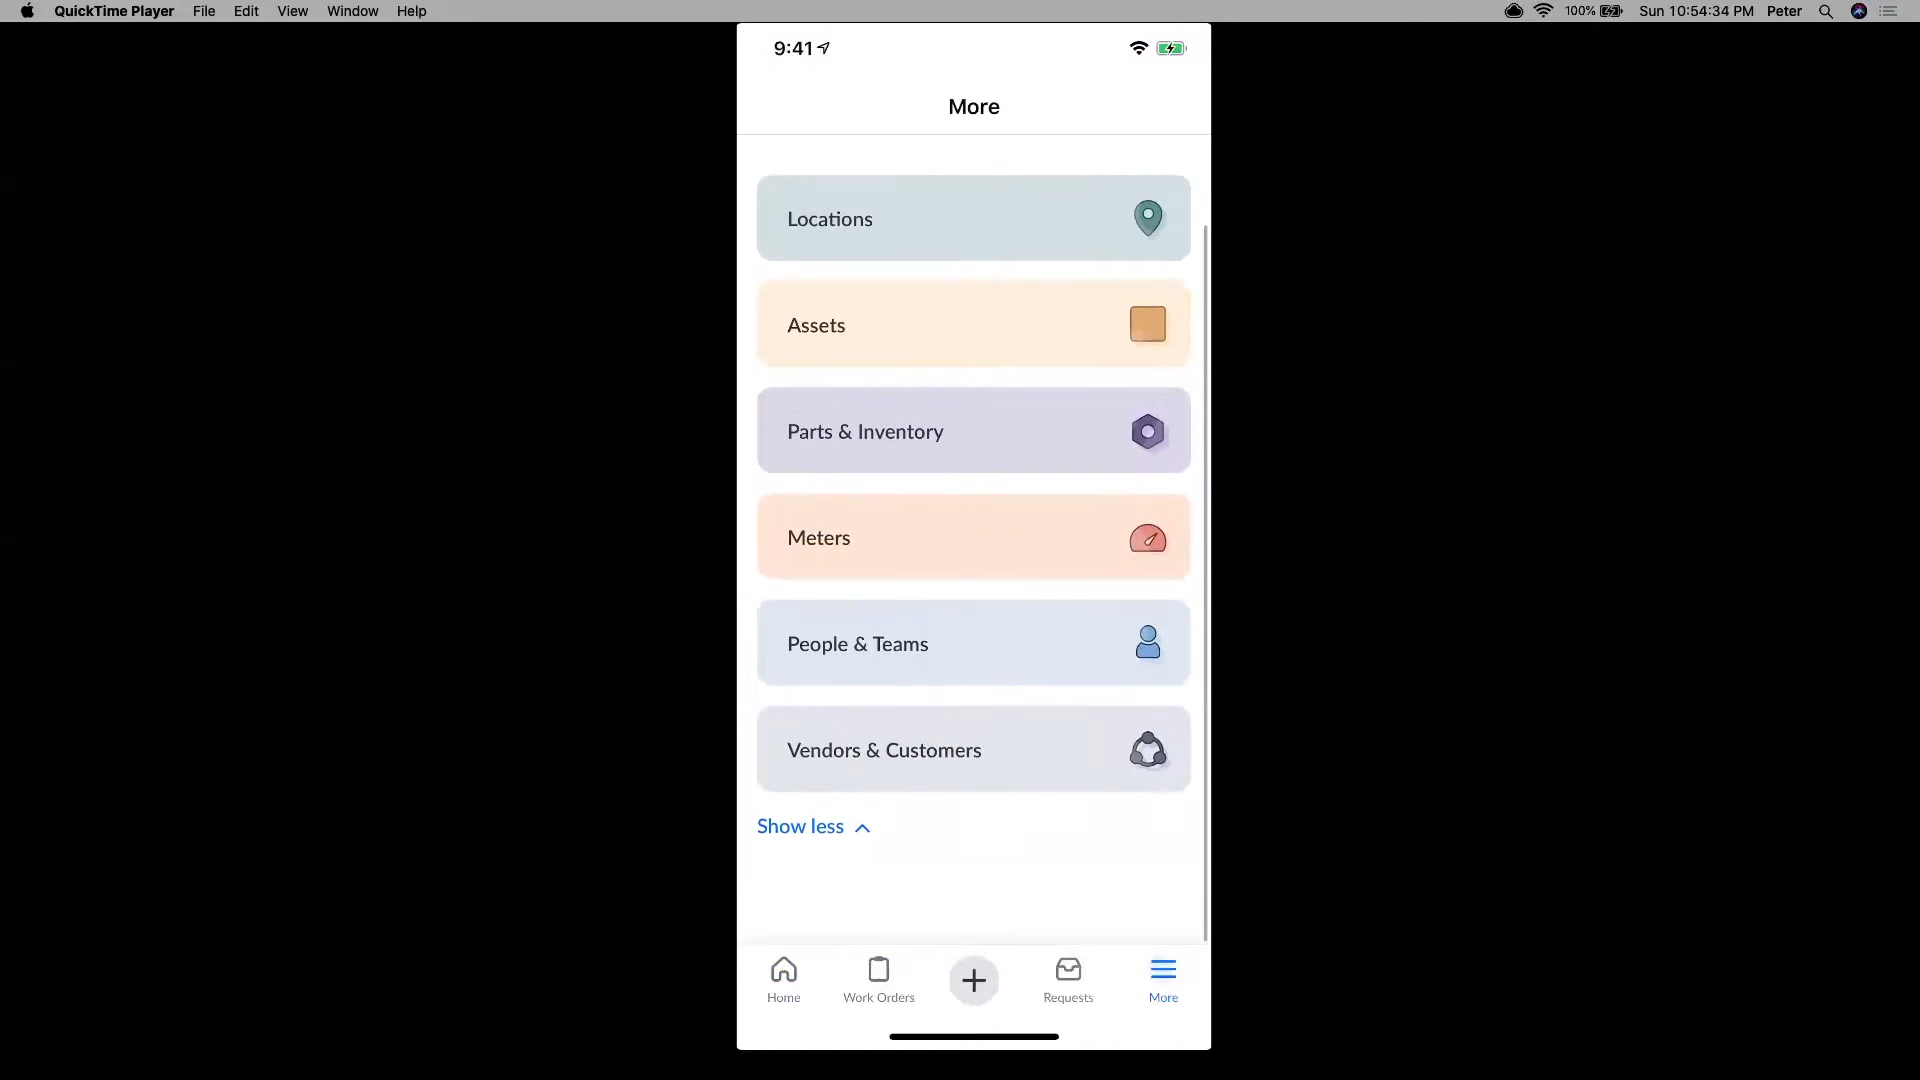 QuickTime Player File Edit View Window Help 100% Sun 10:54:34 PM Peter
9:41
More
Locations
Assets
Parts & Inventory
Meters
People & Teams
Vendors & Customers
Show less
Home Work Orders Requests More